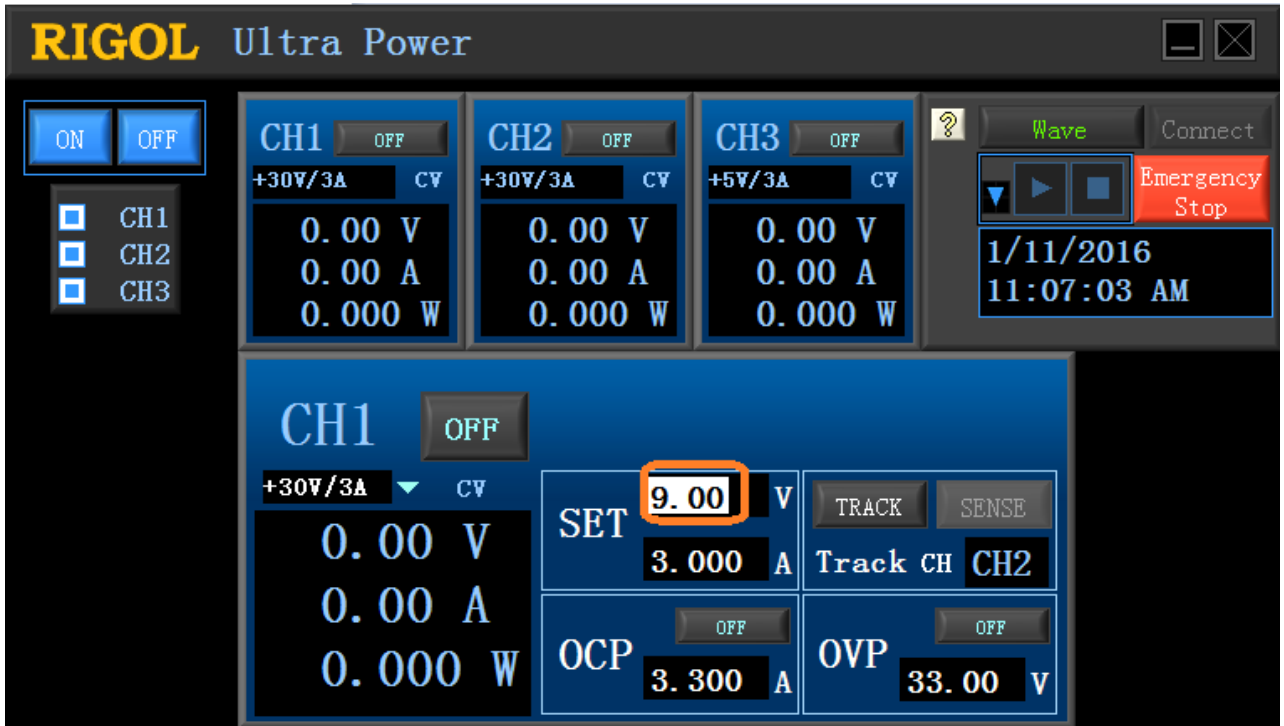 RIGOL Ultra Power
ON OFF
CH1
CH2
CH3
CH1 OFF
+30V/3A CV
0.00 V
0.00 A
0.000 W
CH2 OFF
+30V/3A CV
0.00 V
0.00 A
0.000 W
CH3 OFF
+5V/3A CV
0.00 V
0.00 A
0.000 W
? Wave Connect
Emergency
Stop
1/11/2016
11:07:03 AM
CH1 OFF
+30V/3A CV
0.00 V
0.00 A
0.000 W
SET 9.00 V
3.000 A
TRACK SENSE
Track CH CH2
OCP OFF
3.300 A
OVP OFF
33.00 V